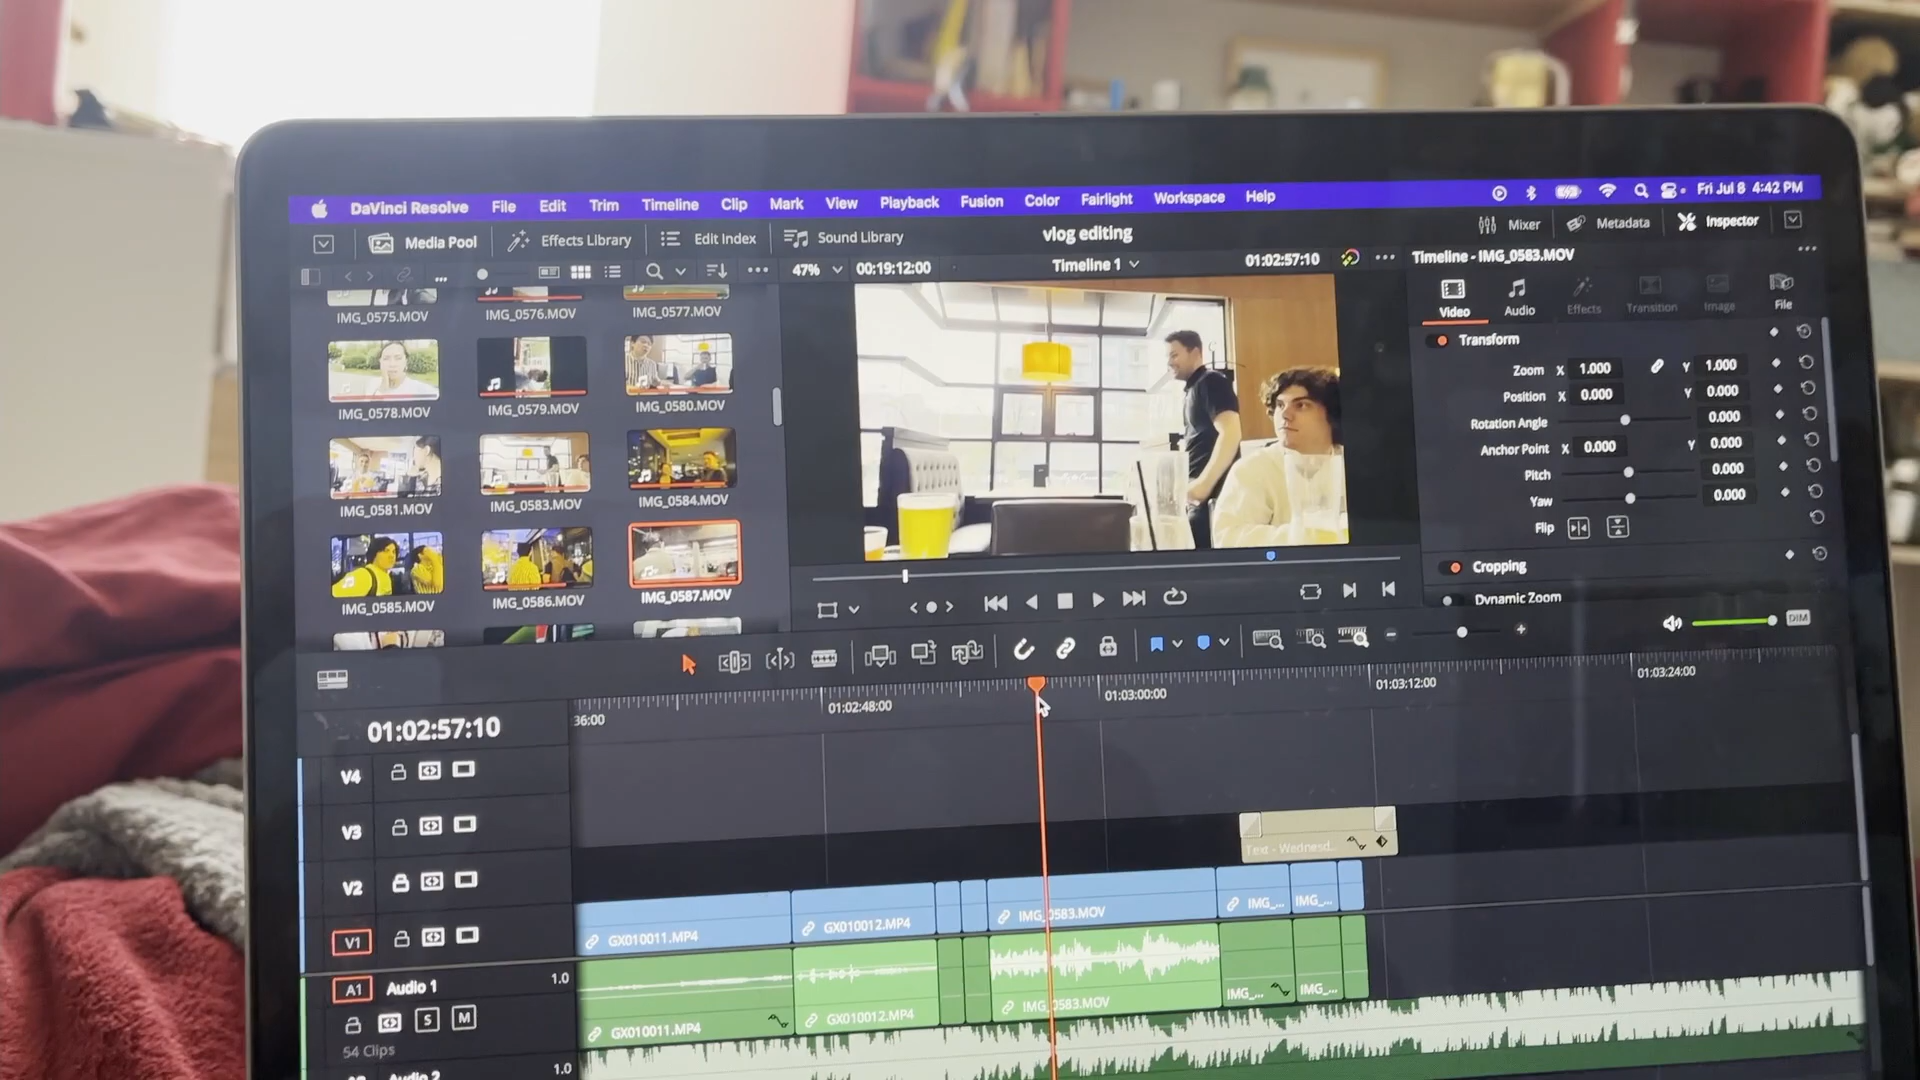 DaVinci Resolve File Edit Trim Timeline Clip Mark View Playback Fusion Color Fairlight Workspace Help Fri Jul 8 4:42 PM
Media Pool Effects Library Edit Index Sound Library vlog editing Mixer Metadata Inspector
47% 00:19:12:00 Timeline 1 01:02:57:10 Timeline - IMG_0583.MOV
IMG_0575.MOV IMG_0576.MOV IMG_0577.MOV
Video Audio Effects Transition Image File
Transform
Zoom X 1.000 Y 1.000
Position X 0.000 Y 0.000
Rotation Angle 0.000
Anchor Point X 0.000 Y 0.000
Pitch 0.000
Yaw 0.000
Flip
Cropping
Dynamic Zoom
IMG_0578.MOV IMG_0579.MOV IMG_0580.MOV
IMG_0581.MOV IMG_0583.MOV IMG_0584.MOV
IMG_0585.MOV IMG_0586.MOV IMG_0587.MOV
DIM
01:02:57:10
36:00 01:02:48:00 01:03:00:00 01:03:12:00 01:03:24:00
V4
V3
Text - Wednesd...
V2
V1
GX010011.MP4 GX010012.MP4 IMG_0583.MOV IMG_... IMG_...
A1 Audio 1 1.0
S M
GX010011.MP4 GX010012.MP4 IMG_0583.MOV IMG_... IMG_...
54 Clips
Audio 2 1.0